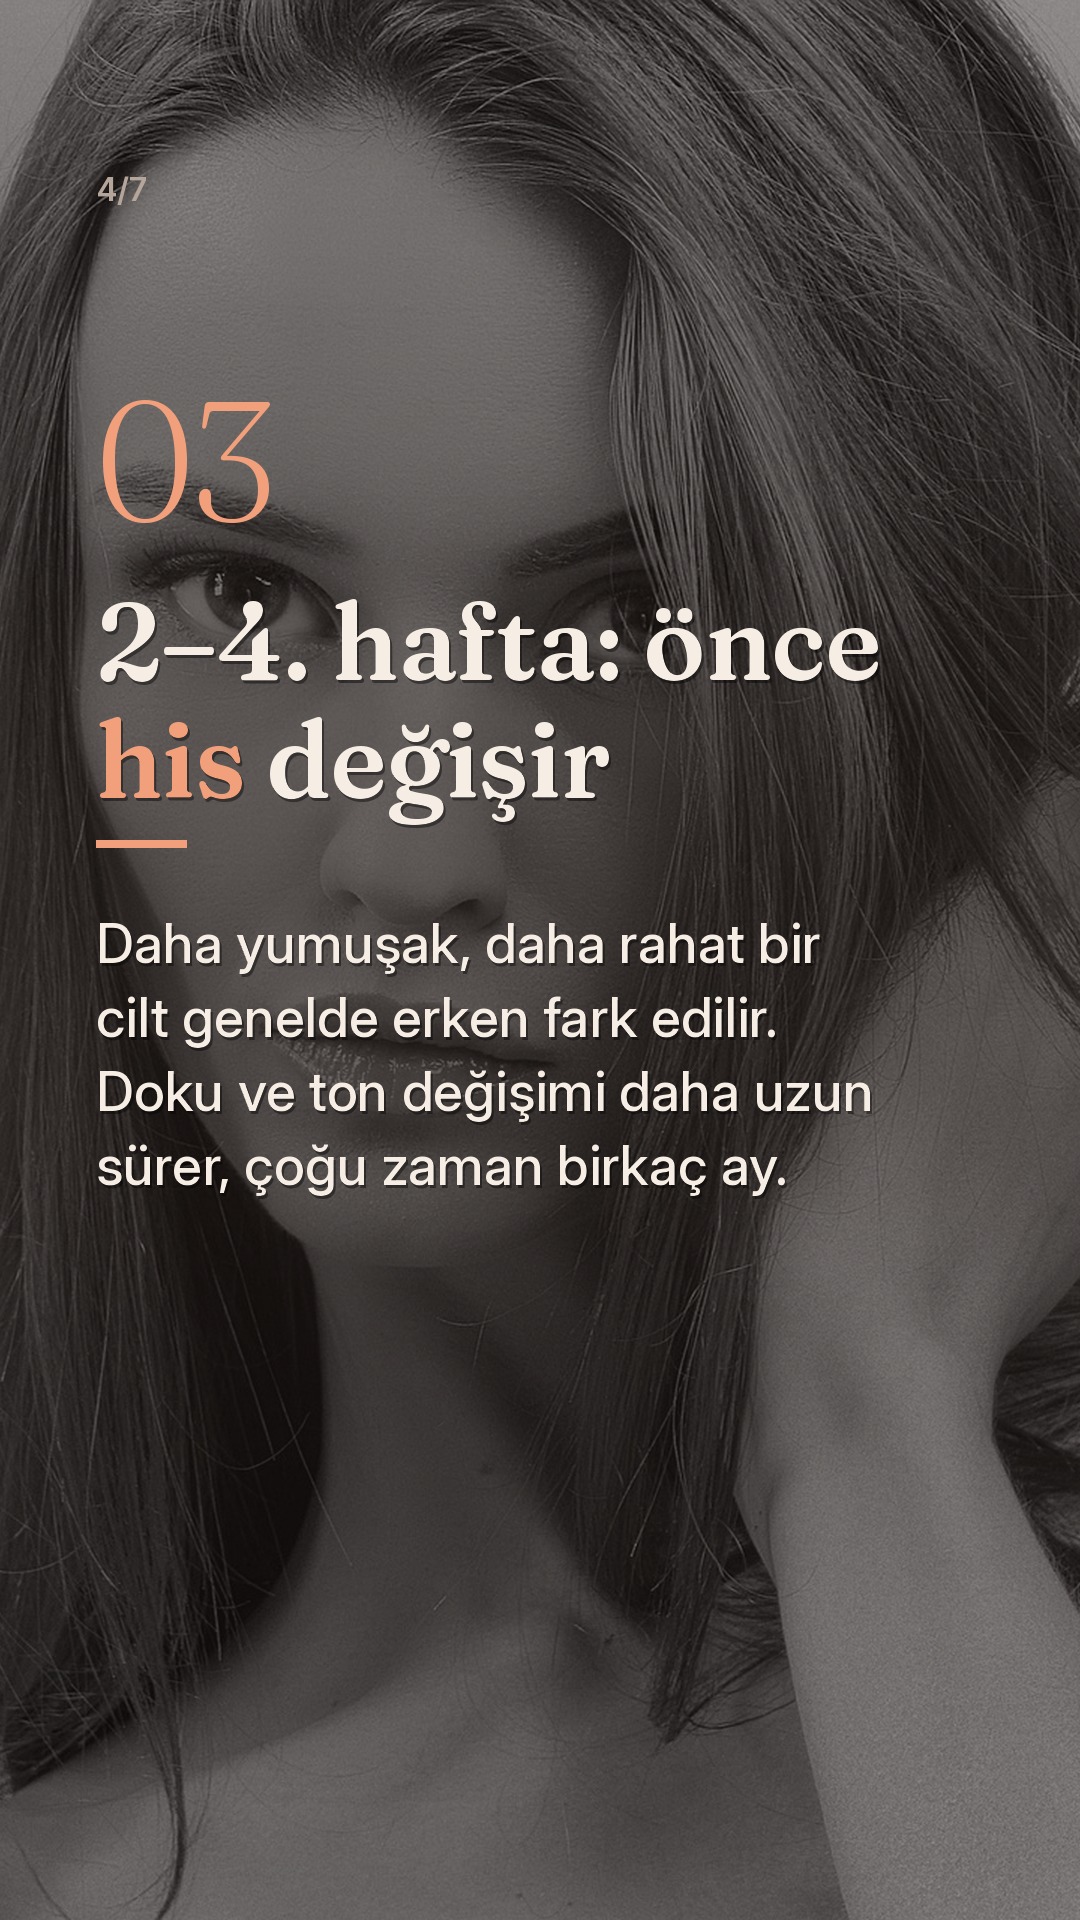 4/7
03
2–4. hafta: önce
his değişir
Daha yumuşak, daha rahat bir
cilt genelde erken fark edilir.
Doku ve ton değişimi daha uzun
sürer, çoğu zaman birkaç ay.